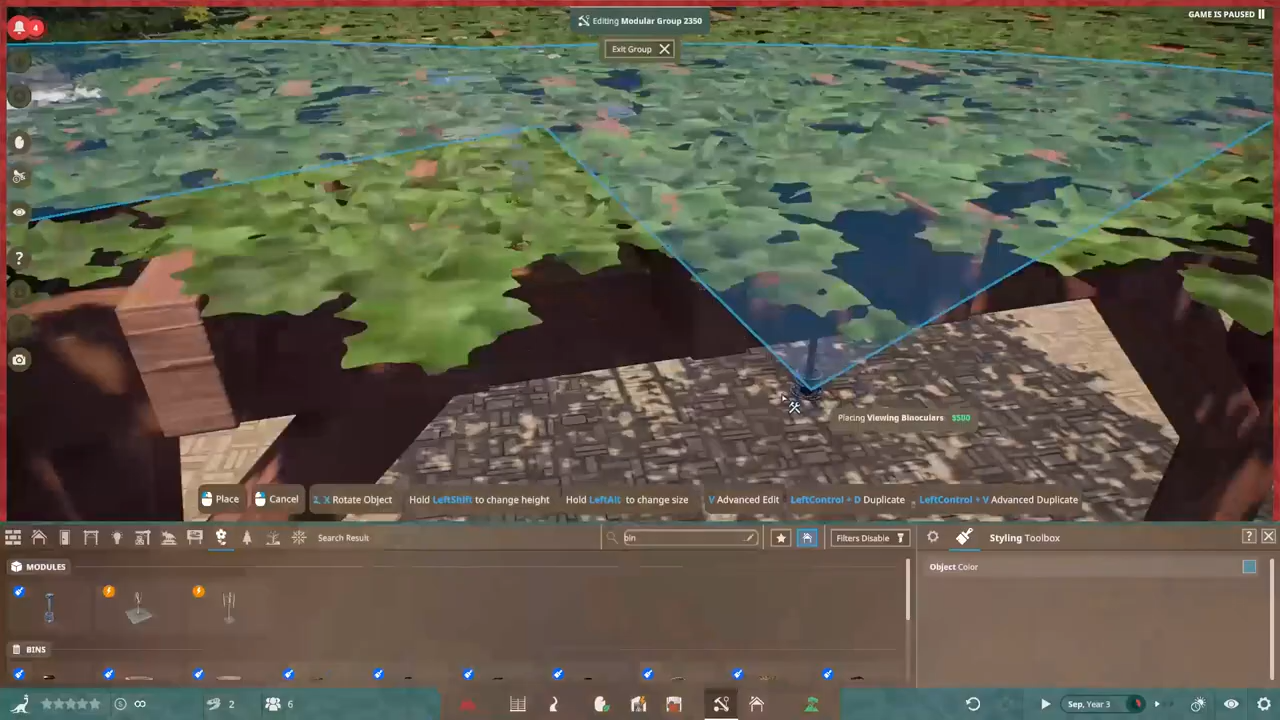 4
Editing Modular Group 2350
GAME IS PAUSED
Exit Group
?
Placing Viewing Binoculars $500
Place
Cancel
Z, X Rotate Object
Hold LeftShift to change height
Hold LeftAlt to change size
V Advanced Edit
LeftControl + D Duplicate
LeftControl + V Advanced Duplicate
Search Result
bin
Filters Disable
Styling Toolbox
?
MODULES
Object Color
BINS
2
6
Sep, Year 3